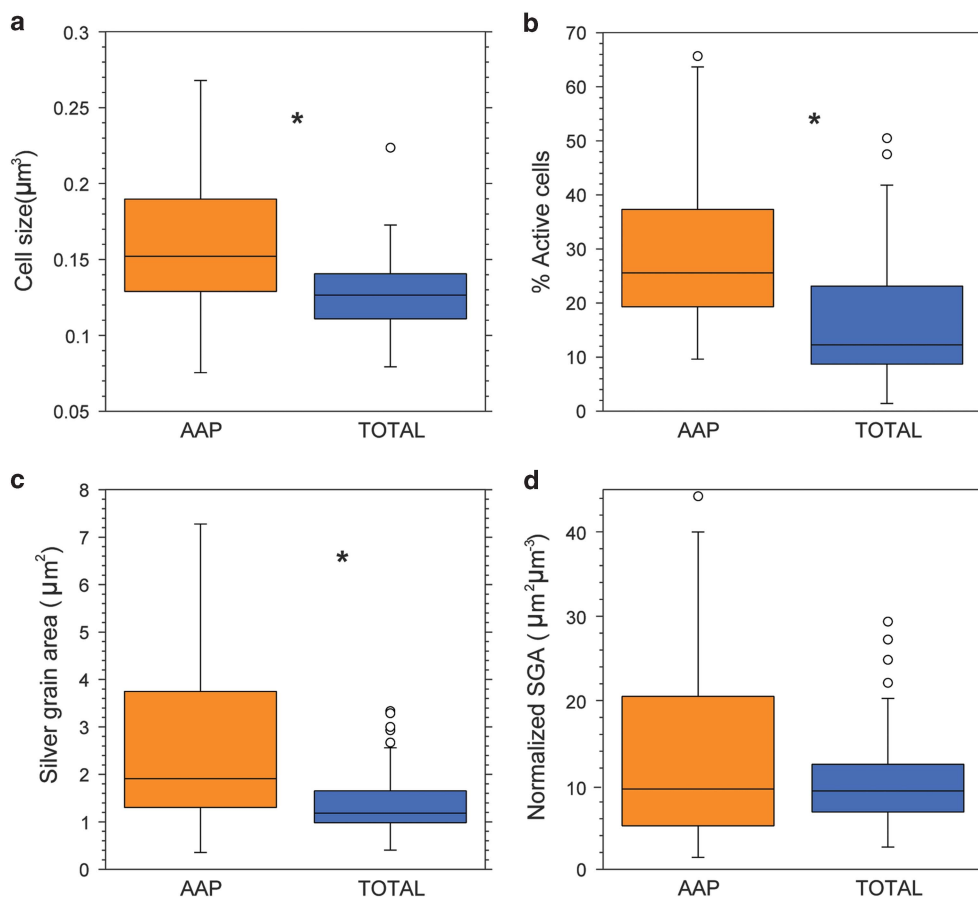 a
Cell size(μm³)
0.3
0.25
0.2
0.15
0.1
0.05
*
AAP TOTAL
b
% Active cells
70
60
50
40
30
20
10
0
*
AAP TOTAL
c
Silver grain area ( μm²)
8
7
6
5
4
3
2
1
0
*
AAP TOTAL
d
Normalized SGA ( μm²μm⁻³)
40
30
20
10
0
AAP TOTAL